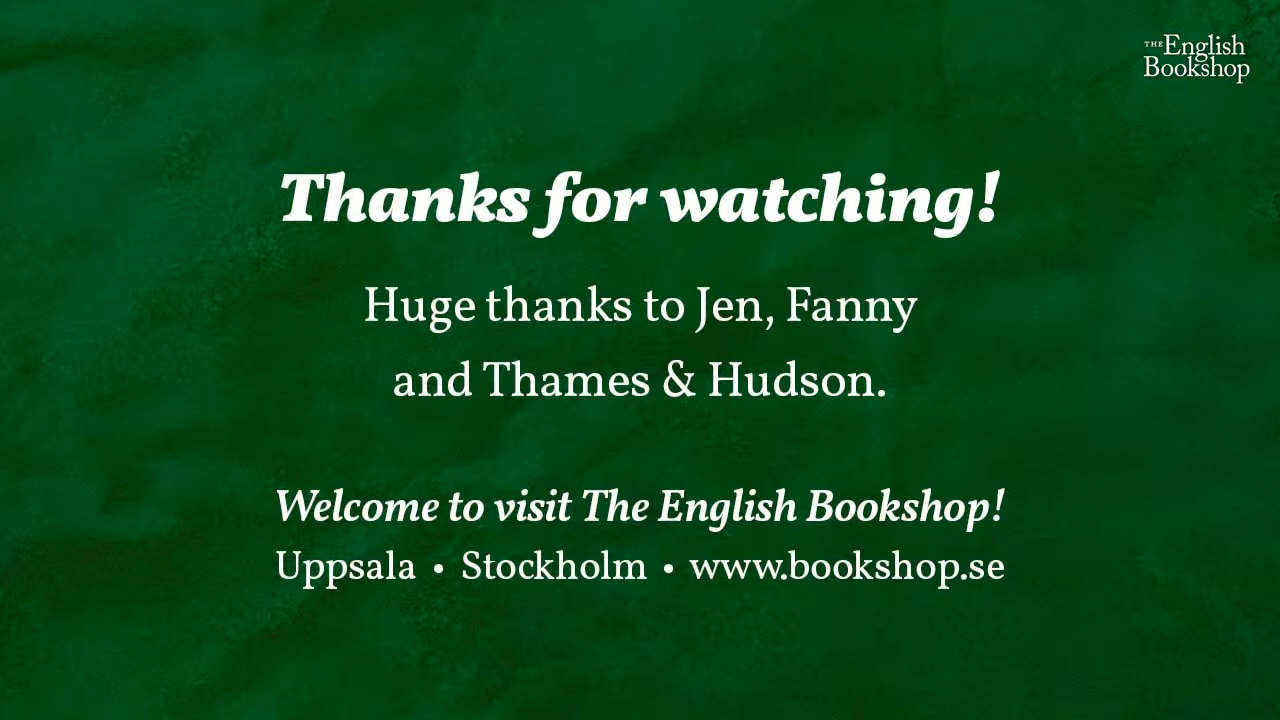 THE English
Bookshop
Thanks for watching!
Huge thanks to Jen, Fanny
and Thames & Hudson.
Welcome to visit The English Bookshop!
Uppsala • Stockholm • www.bookshop.se